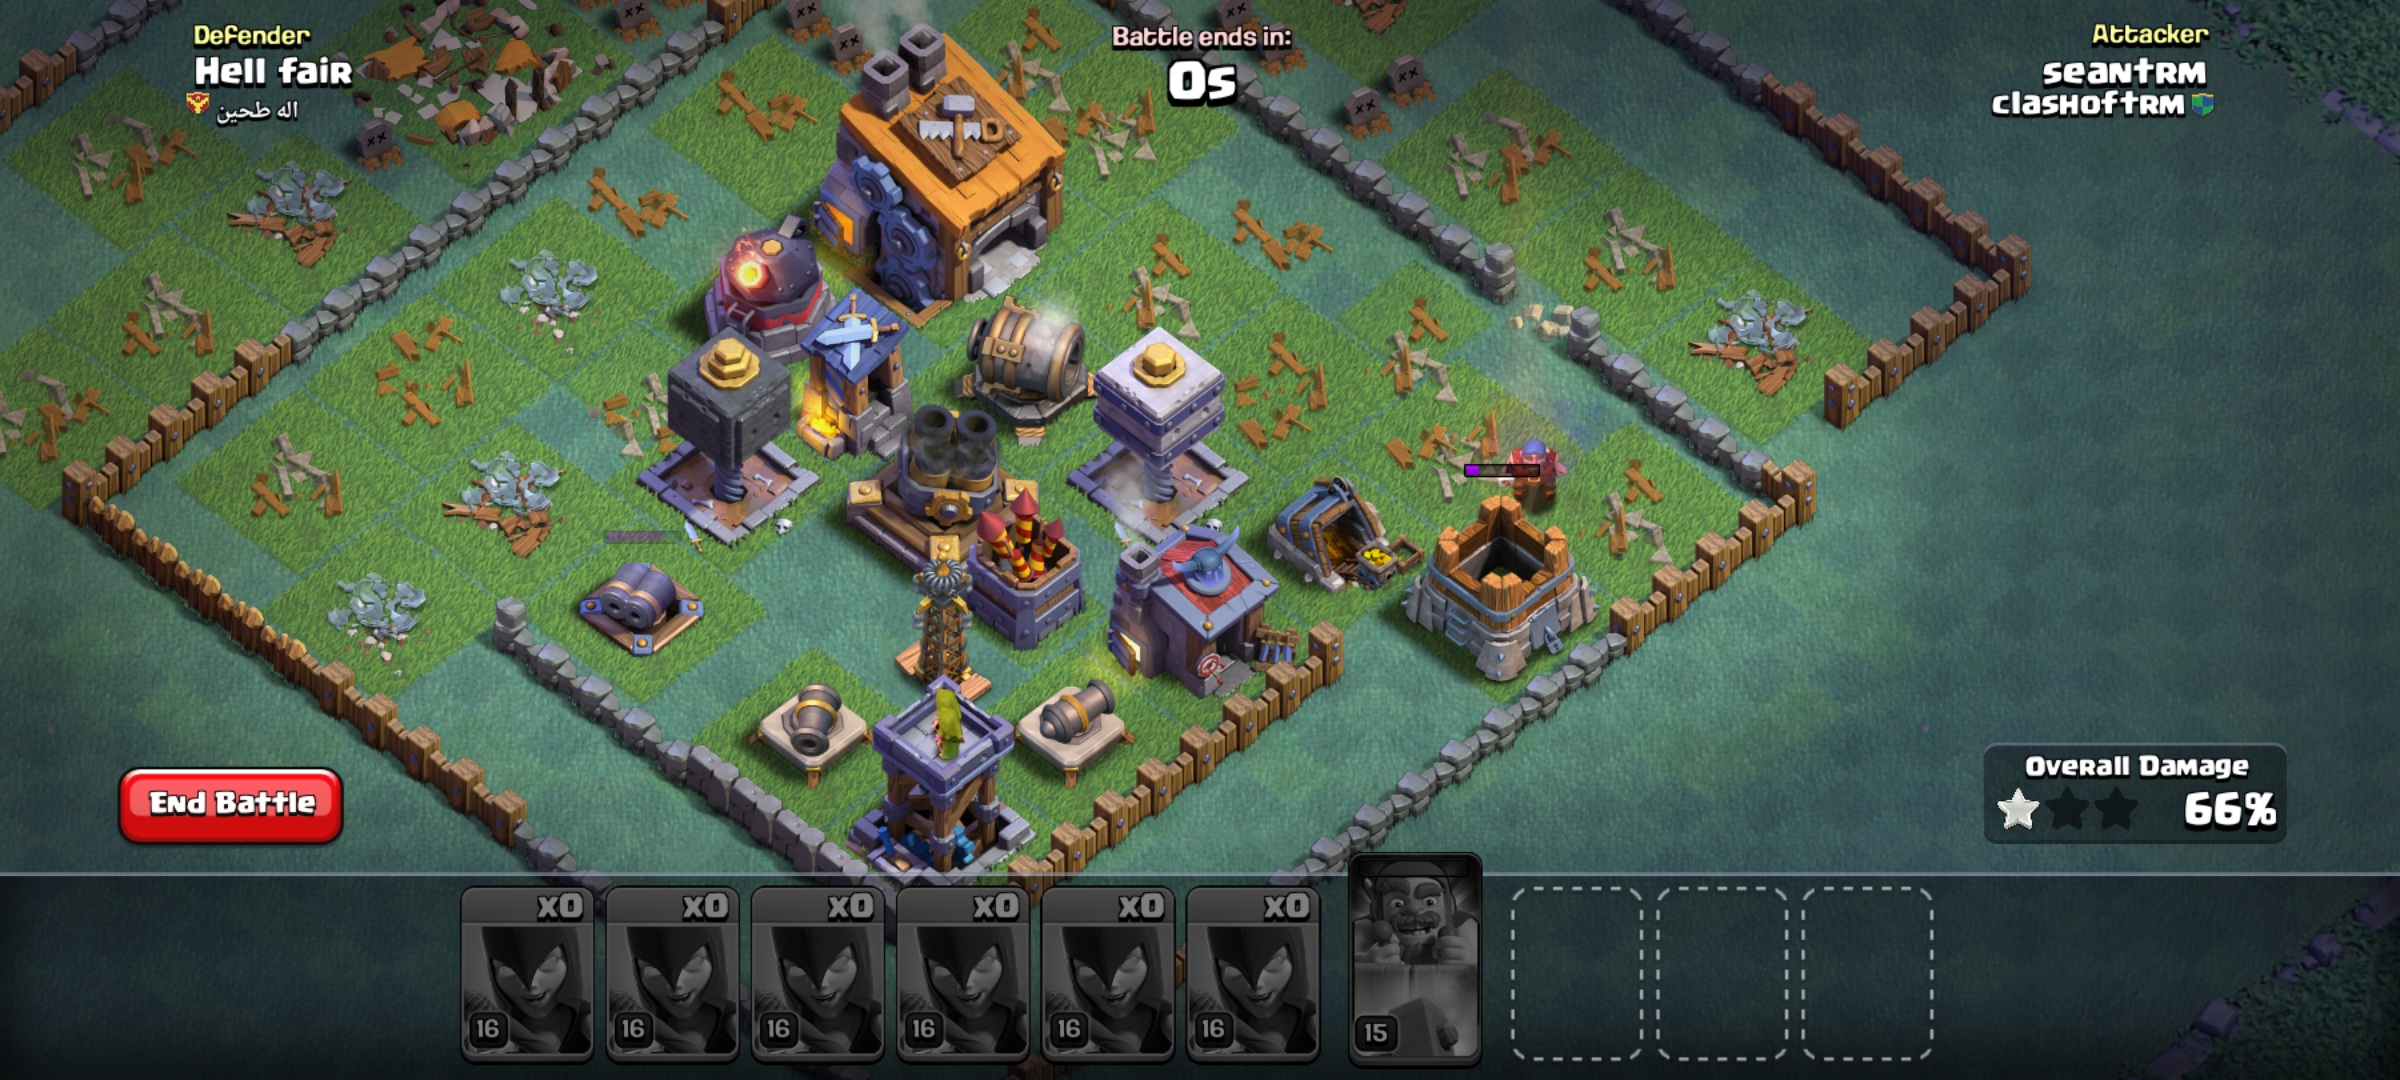 Defender
Hell fair
اله طحين
Battle ends in:
0s
Attacker
seantRM
clashoftRM
End Battle
Overall Damage
66%
x0 x0 x0 x0 x0 x0
16 16 16 16 16 16 15